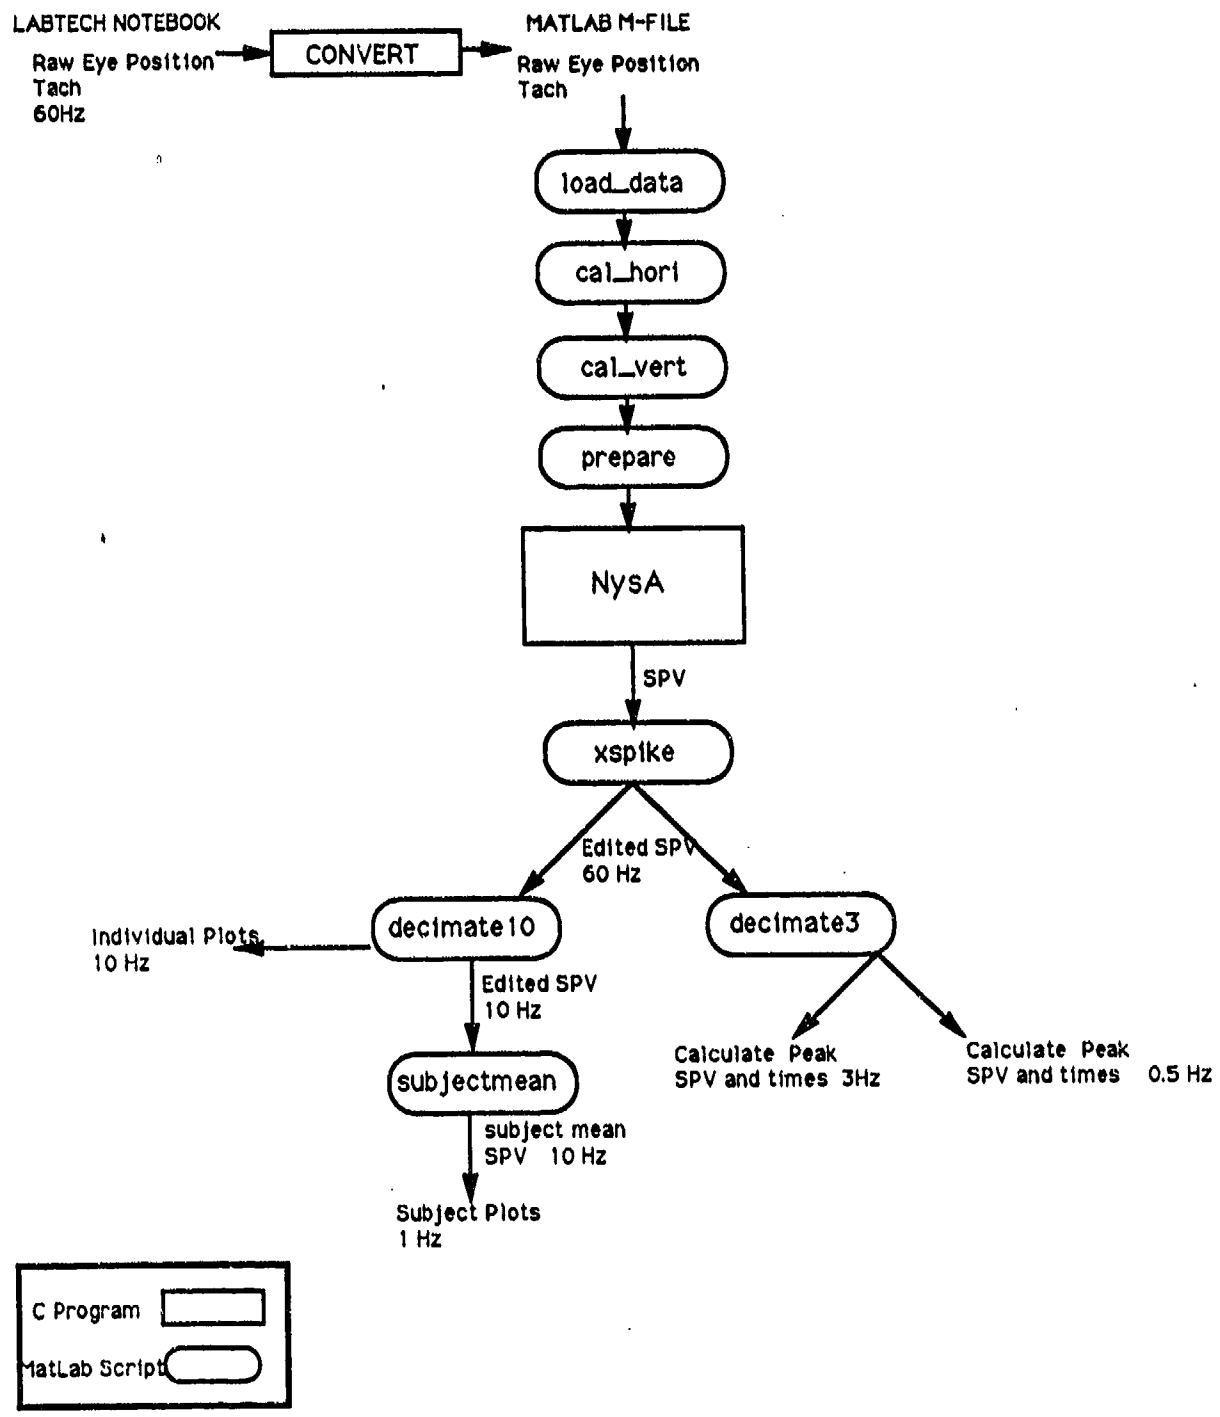 LABTECH NOTEBOOK
Raw Eye Position
Tach
60Hz
CONVERT
MATLAB M-FILE
Raw Eye Position
Tach
load_data
cal_hori
cal_vert
prepare
NysA
SPV
xspike
Edited SPV
60 Hz
decimate10
decimate3
Individual Plots
10 Hz
Edited SPV
10 Hz
Calculate Peak
SPV and times 3Hz
Calculate Peak
SPV and times 0.5 Hz
subjectmean
subject mean
SPV 10 Hz
Subject Plots
1 Hz
C Program
MatLab Script